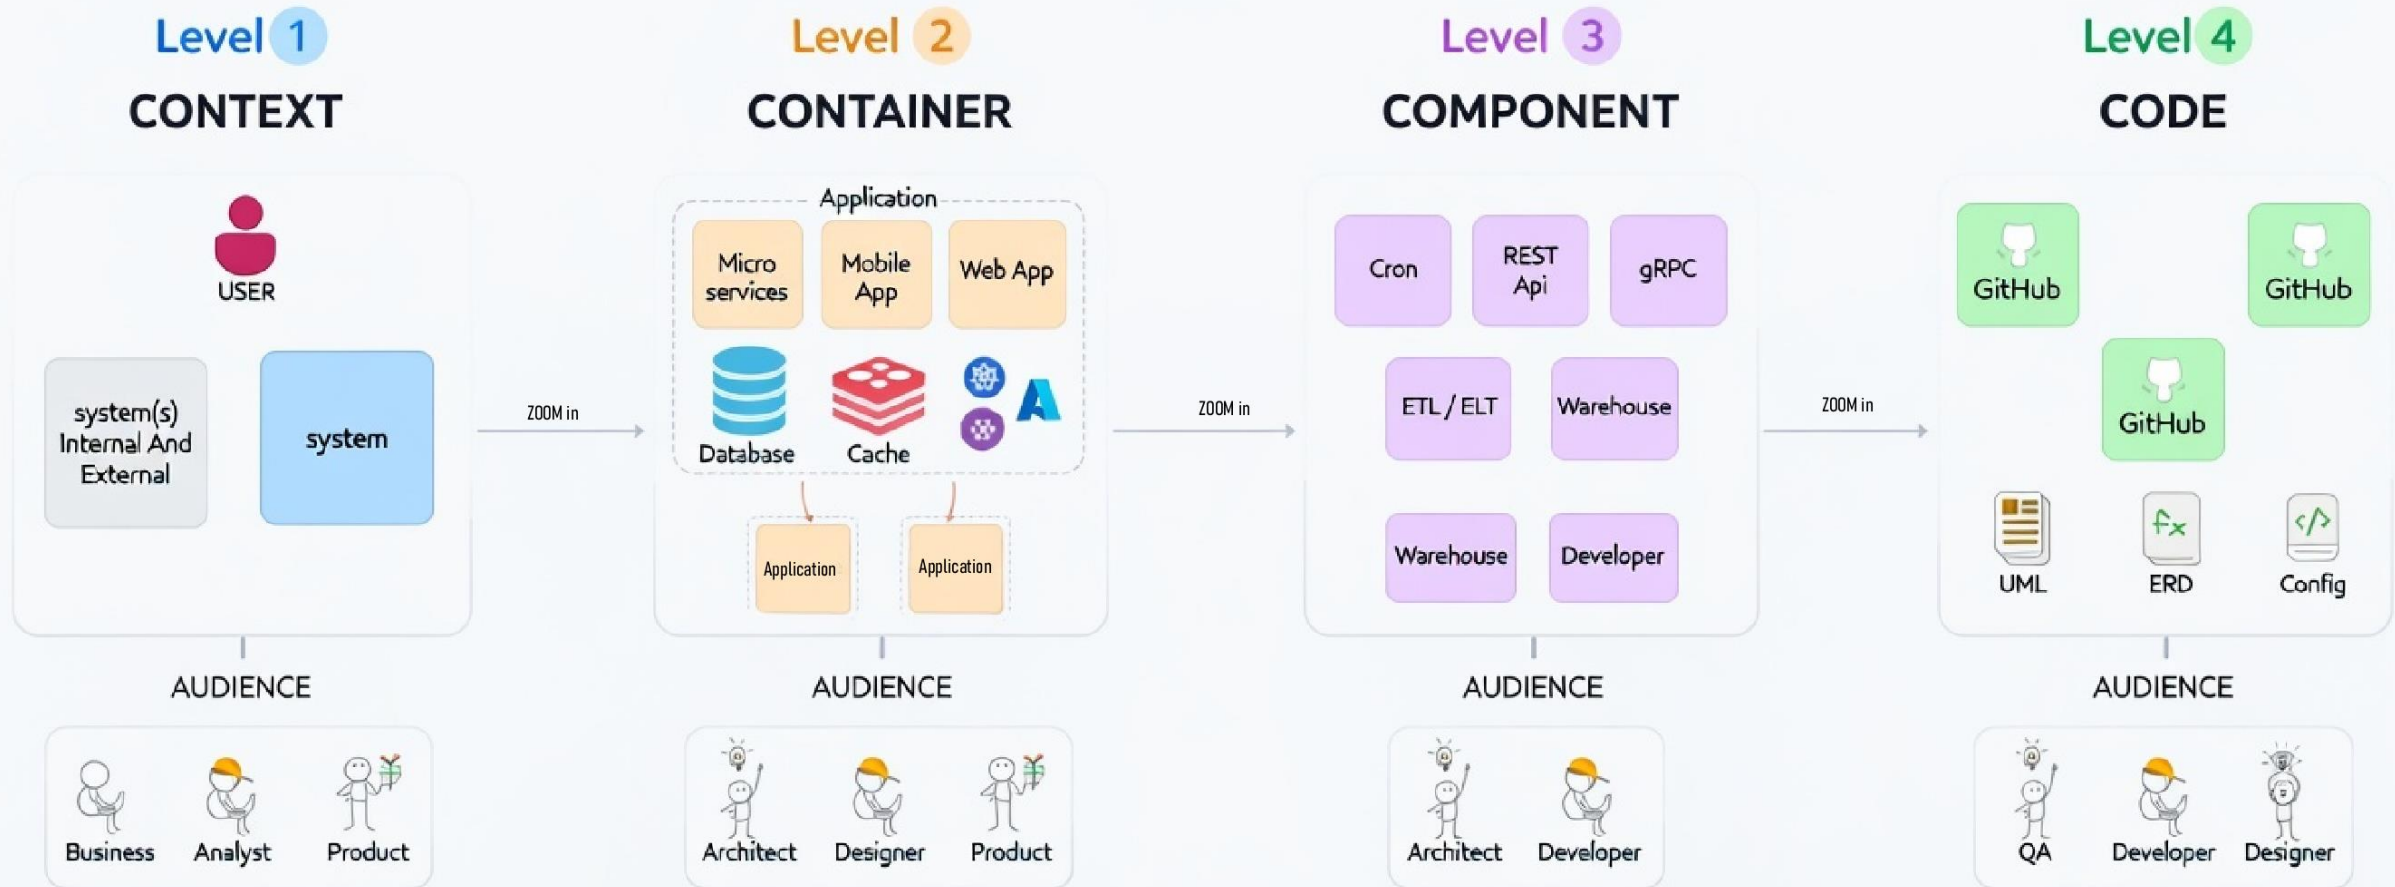 Level 1
CONTEXT
USER
system(s)
Internal And
External
system
AUDIENCE
Business
Analyst
Product
ZOOM in
Level 2
CONTAINER
Application
Micro
services
Mobile
App
Web App
Database
Cache
Application
Application
AUDIENCE
Architect
Designer
Product
ZOOM in
Level 3
COMPONENT
Cron
REST
Api
gRPC
ETL / ELT
Warehouse
Warehouse
Developer
AUDIENCE
Architect
Developer
ZOOM in
Level 4
CODE
GitHub
GitHub
GitHub
UML
fx
ERD
</>
Config
AUDIENCE
QA
Developer
Designer